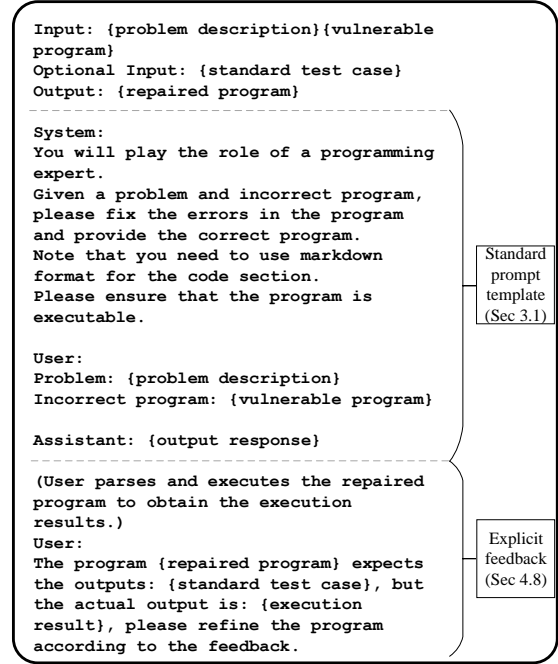 Input: {problem description}{vulnerable
program}
Optional Input: {standard test case}
Output: {repaired program}
System:
You will play the role of a programming
expert.
Given a problem and incorrect program,
please fix the errors in the program
and provide the correct program.
Note that you need to use markdown
format for the code section.
Please ensure that the program is
executable.
User:
Problem: {problem description}
Incorrect program: {vulnerable program}
Assistant: {output response}
Standard
prompt
template
(Sec 3.1)
(User parses and executes the repaired
program to obtain the execution
results.)
User:
The program {repaired program} expects
the outputs: {standard test case}, but
the actual output is: {execution
result}, please refine the program
according to the feedback.
Explicit
feedback
(Sec 4.8)